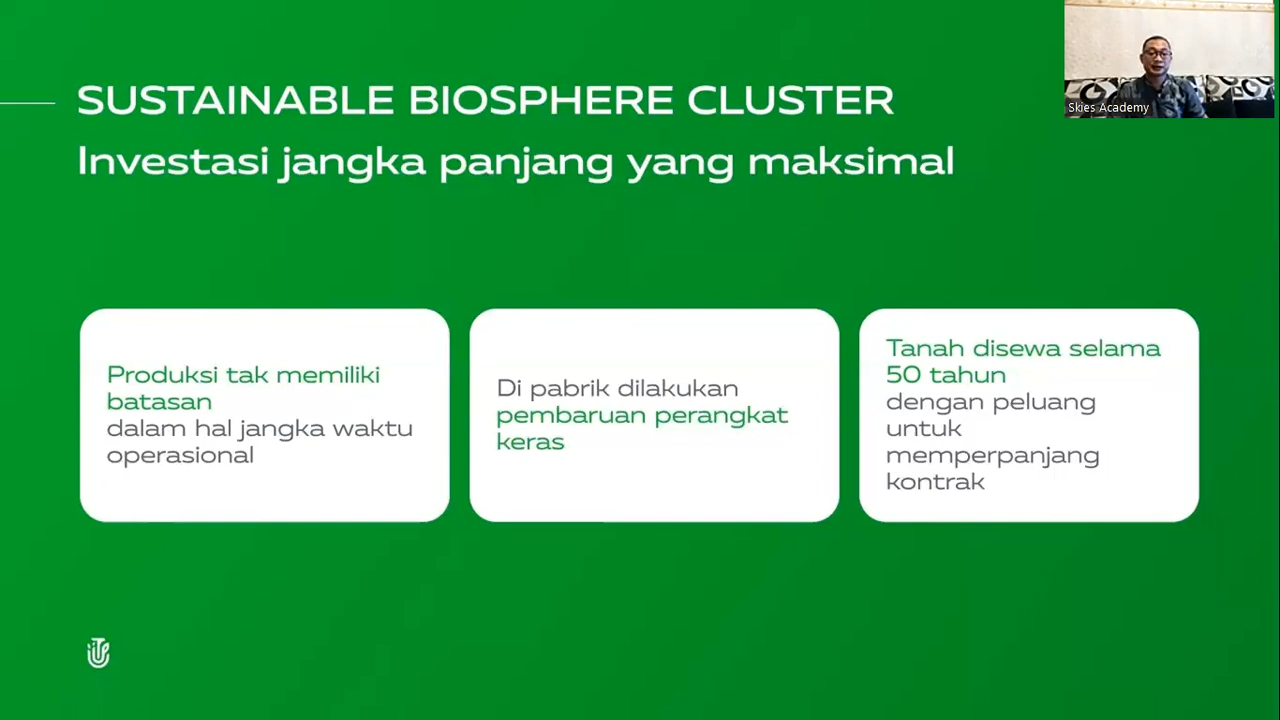 SUSTAINABLE BIOSPHERE CLUSTER
Investasi jangka panjang yang maksimal
Skies Academy
Produksi tak memiliki
batasan
dalam hal jangka waktu
operasional
Di pabrik dilakukan
pembaruan perangkat
keras
Tanah disewa selama
50 tahun
dengan peluang
untuk
memperpanjang
kontrak